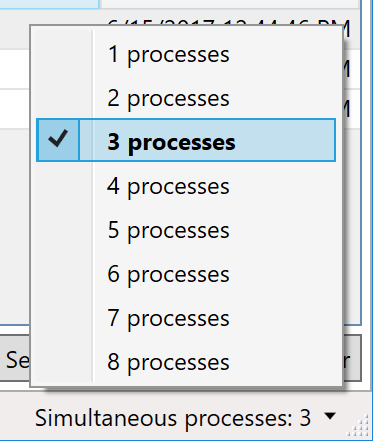 6/15/2017 12:44:46 PM
1 processes
M
2 processes
M
3 processes
4 processes
5 processes
6 processes
7 processes
8 processes
Se
r
Simultaneous processes: 3